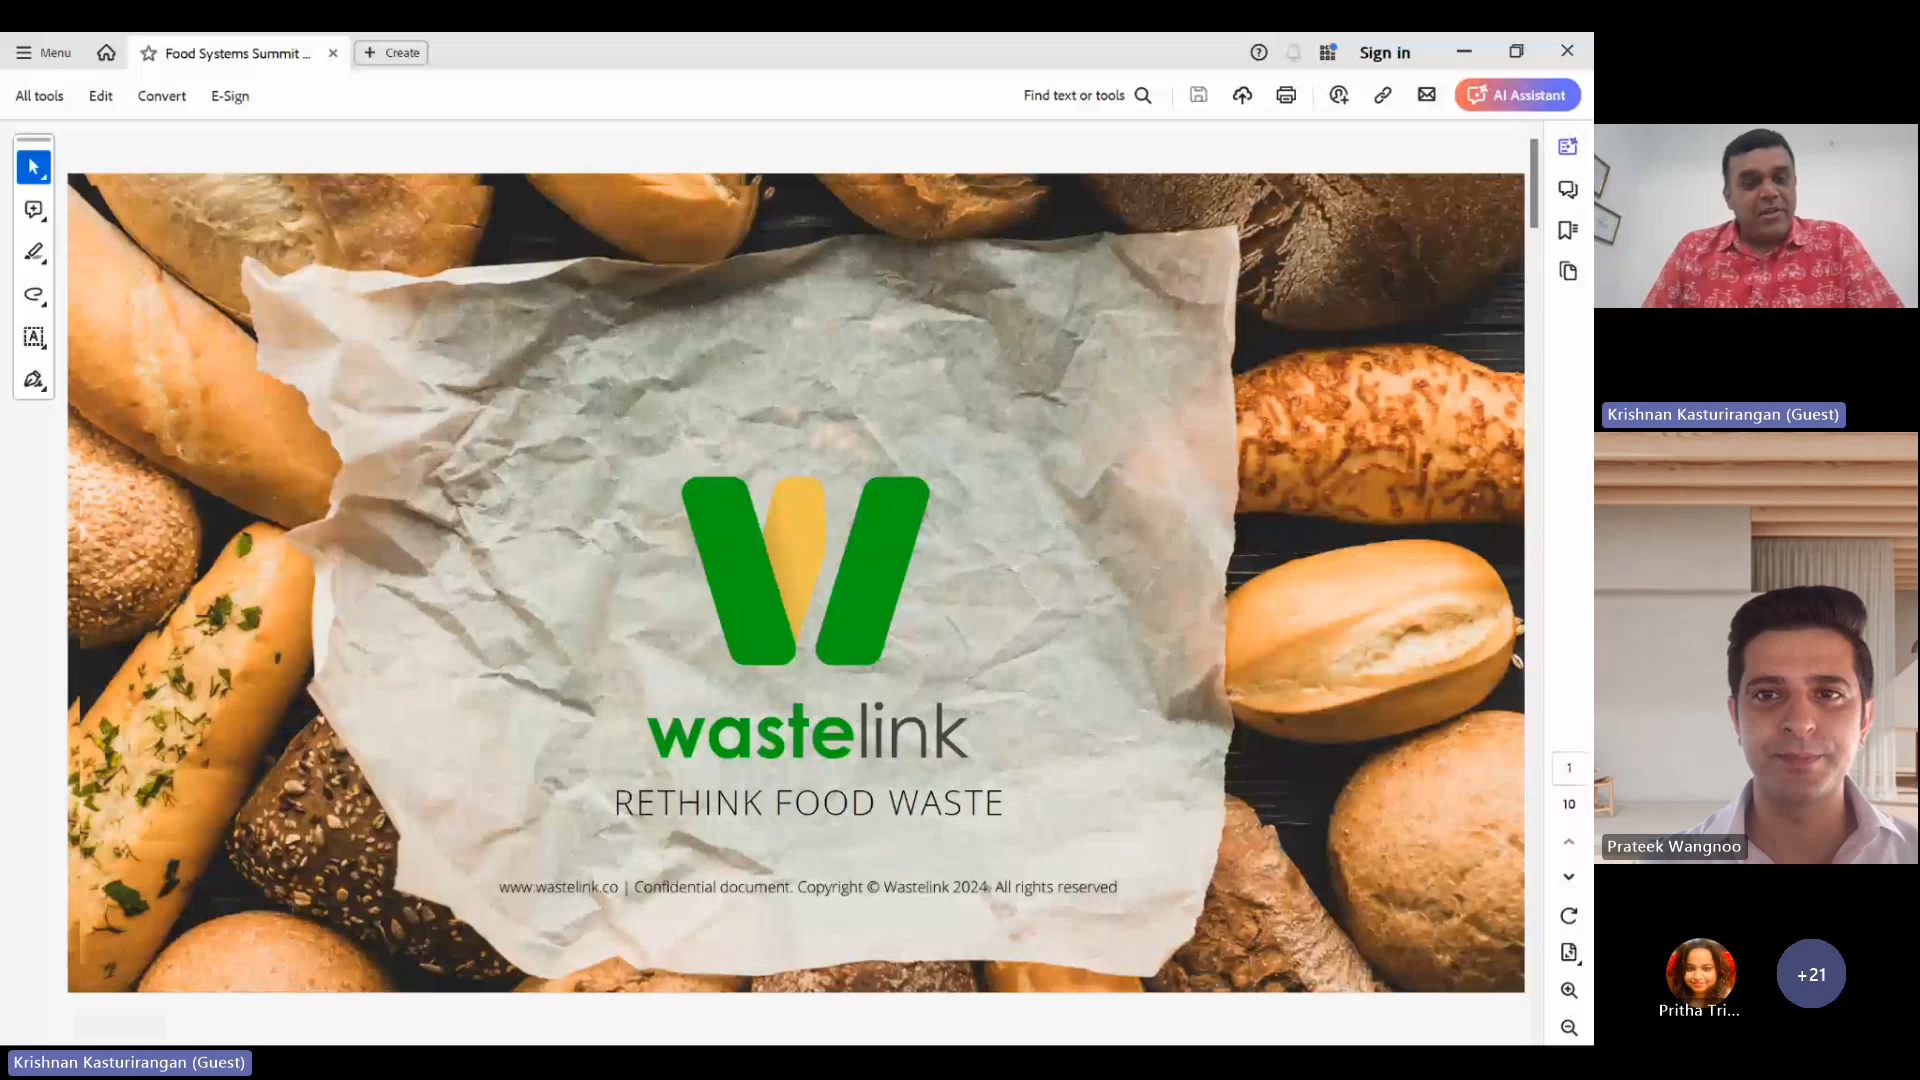 Menu
Food Systems Summit ...
Create
Sign in
All tools
Edit
Convert
E-Sign
Find text or tools
AI Assistant
wastelink
RETHINK FOOD WASTE
www.wastelink.co | Confidential document. Copyright © Wastelink 2024. All rights reserved
1
10
Krishnan Kasturirangan (Guest)
Prateek Wangnoo
Pritha Tri...
+21
Krishnan Kasturirangan (Guest)